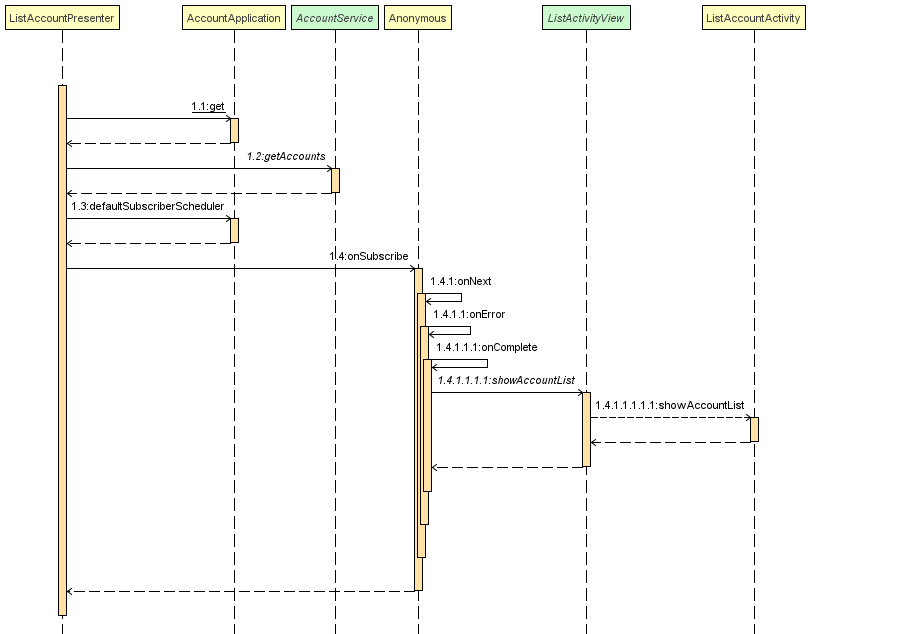 ListAccountPresenter AccountApplication AccountService Anonymous ListActivityView ListAccountActivity
1.1:get
1.2:getAccounts
1.3:defaultSubscriberScheduler
1.4:onSubscribe
1.4.1:onNext
1.4.1.1:onError
1.4.1.1.1:onComplete
1.4.1.1.1.1:showAccountList
1.4.1.1.1.1.1:showAccountList